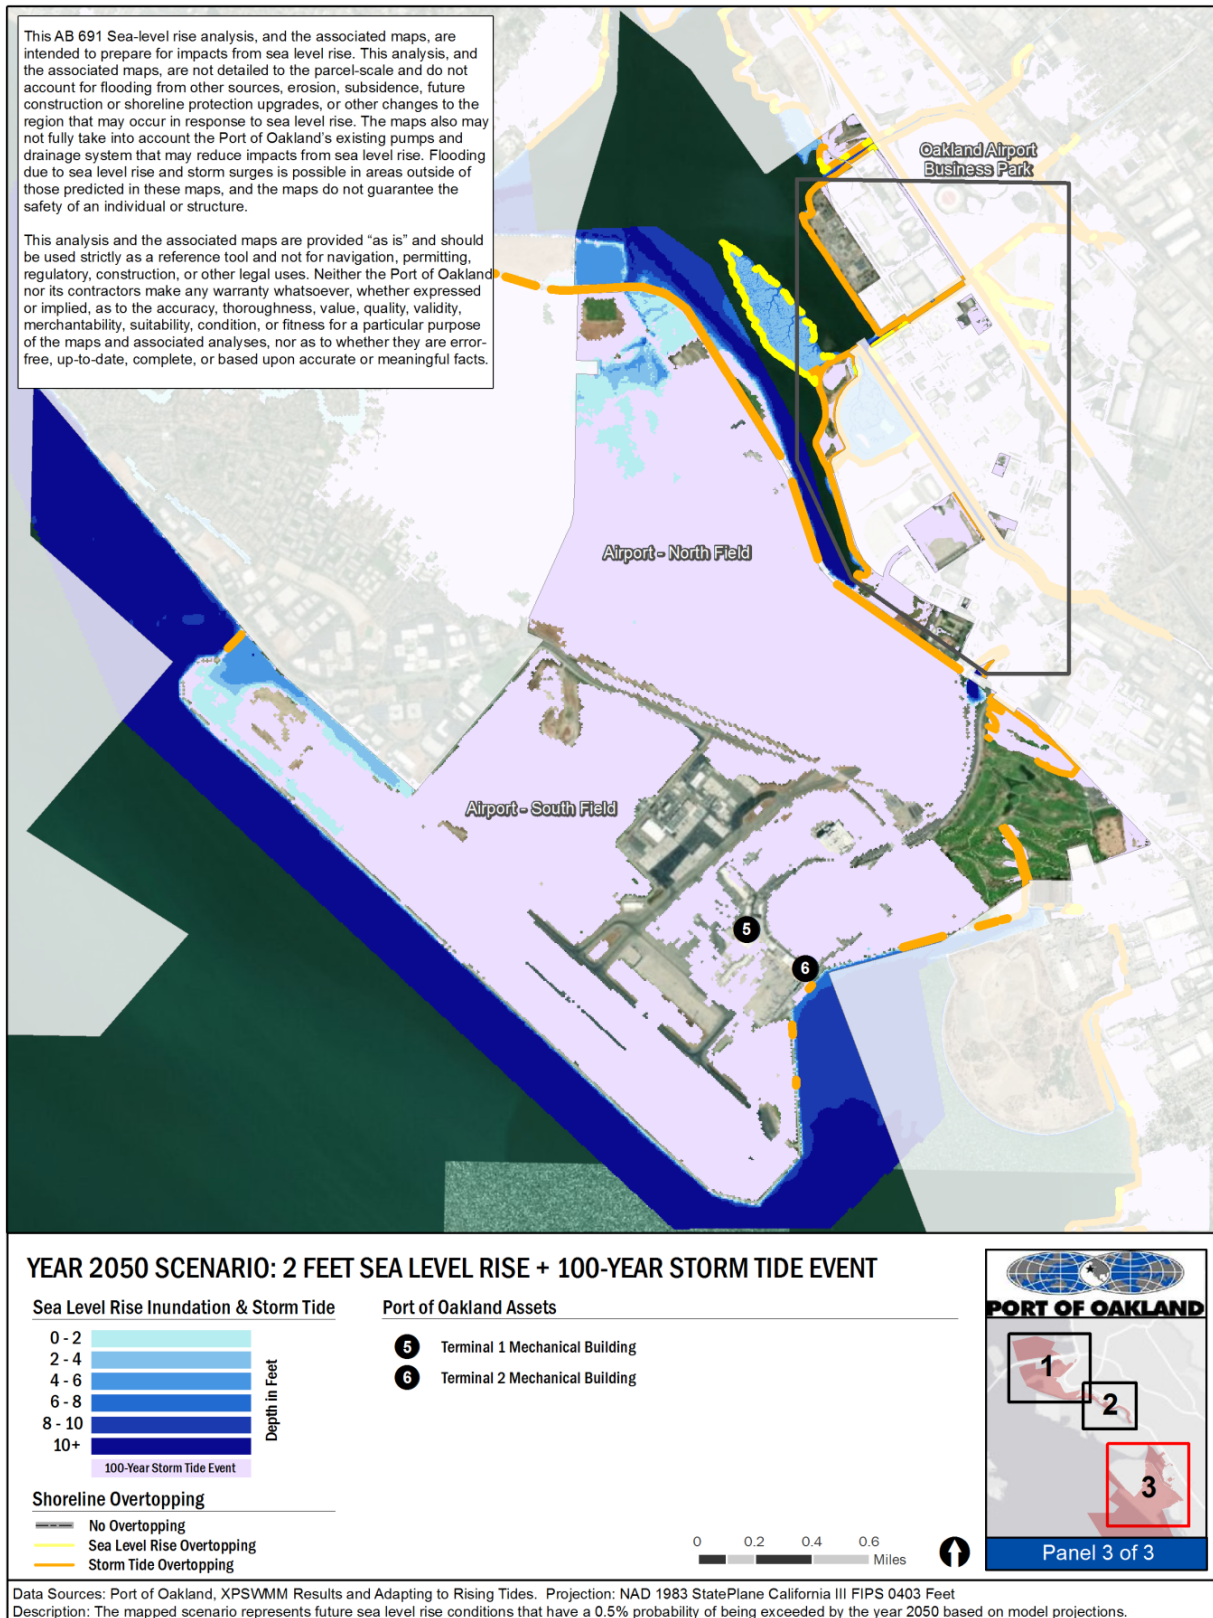 This AB 691 Sea-level rise analysis, and the associated maps, are
intended to prepare for impacts from sea level rise. This analysis, and
the associated maps, are not detailed to the parcel-scale and do not
account for flooding from other sources, erosion, subsidence, future
construction or shoreline protection upgrades, or other changes to the
region that may occur in response to sea level rise. The maps also may
not fully take into account the Port of Oakland's existing pumps and
drainage system that may reduce impacts from sea level rise. Flooding
due to sea level rise and storm surges is possible in areas outside of
those predicted in these maps, and the maps do not guarantee the
safety of an individual or structure.
This analysis and the associated maps are provided “as is” and should
be used strictly as a reference tool and not for navigation, permitting,
regulatory, construction, or other legal uses. Neither the Port of Oakland
nor its contractors make any warranty whatsoever, whether expressed
or implied, as to the accuracy, thoroughness, value, quality, validity,
merchantability, suitability, condition, or fitness for a particular purpose
of the maps and associated analyses, nor as to whether they are error-
free, up-to-date, complete, or based upon accurate or meaningful facts.
Oakland Airport
Business Park
Airport - North Field
Airport - South Field
5
6
YEAR 2050 SCENARIO: 2 FEET SEA LEVEL RISE + 100-YEAR STORM TIDE EVENT
Sea Level Rise Inundation & Storm Tide
0 - 2
2 - 4
4 - 6
6 - 8
8 - 10
10+
Depth in Feet
100-Year Storm Tide Event
Shoreline Overtopping
No Overtopping
Sea Level Rise Overtopping
Storm Tide Overtopping
Port of Oakland Assets
5 Terminal 1 Mechanical Building
6 Terminal 2 Mechanical Building
0 0.2 0.4 0.6
Miles
PORT OF OAKLAND
1
2
3
Panel 3 of 3
Data Sources: Port of Oakland, XPSWMM Results and Adapting to Rising Tides. Projection: NAD 1983 StatePlane California III FIPS 0403 Feet
Description: The mapped scenario represents future sea level rise conditions that have a 0.5% probability of being exceeded by the year 2050 based on model projections.